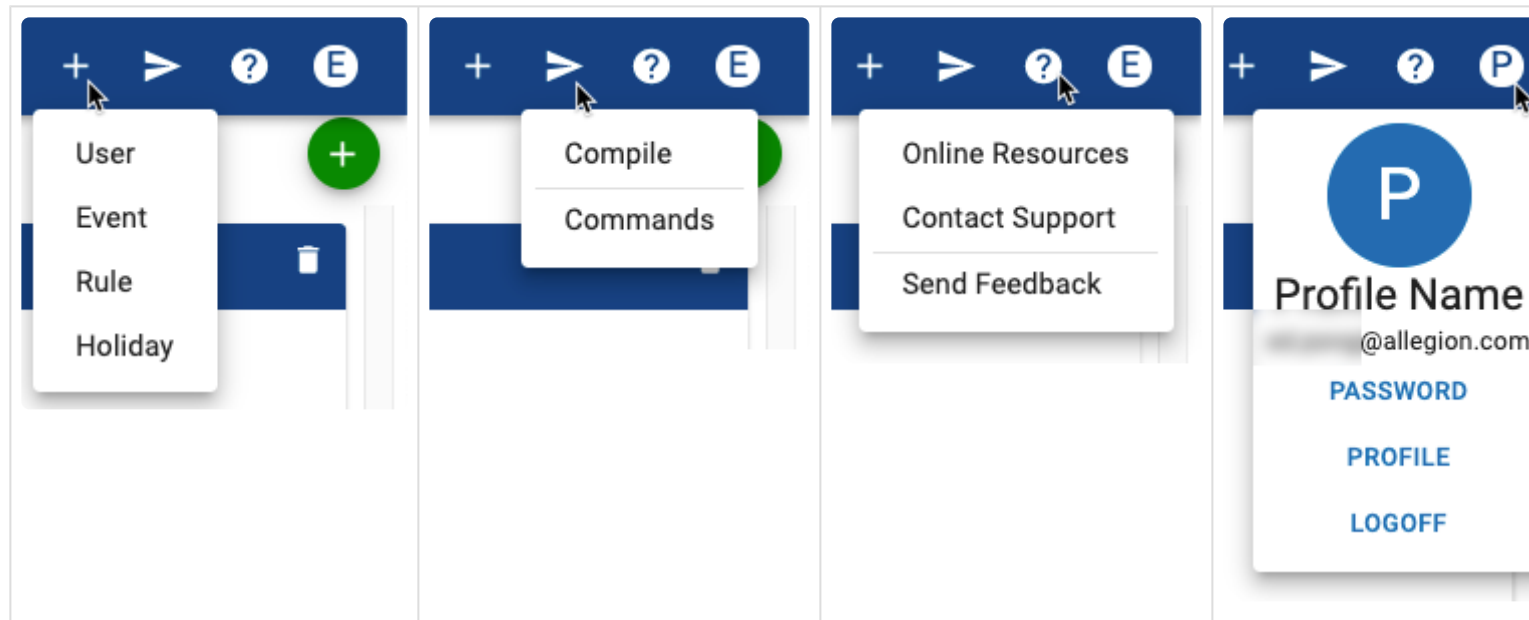 E
User
Event
Rule
Holiday
E
Compile
Commands
E
Online Resources
Contact Support
Send Feedback
P
P
Profile Name
@allegion.com
PASSWORD
PROFILE
LOGOFF